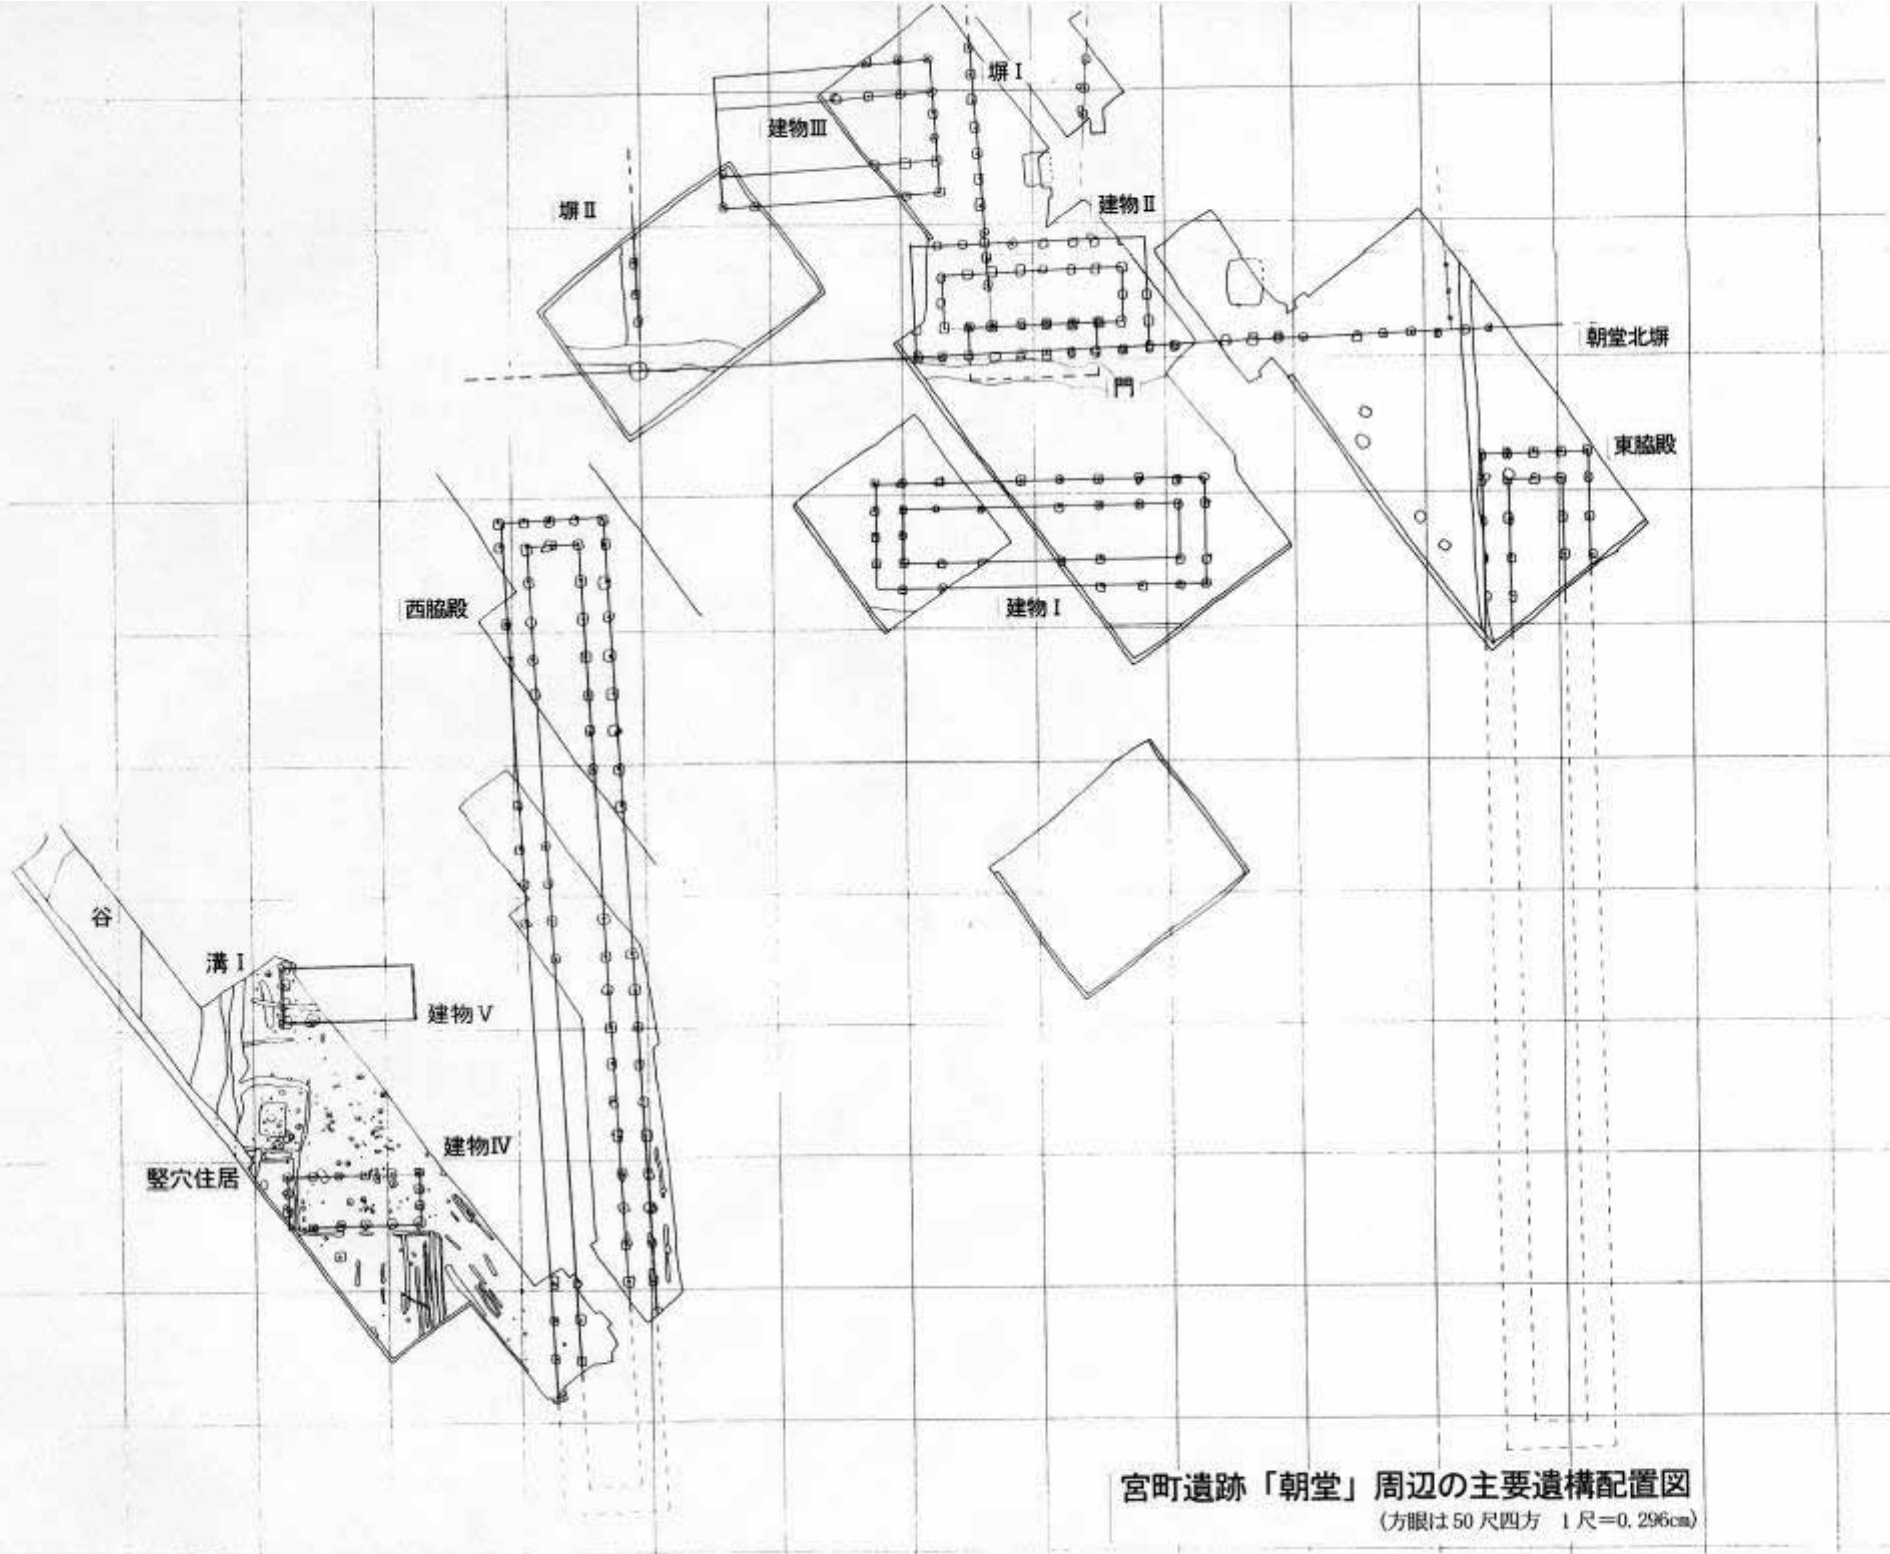 塀Ⅰ
建物Ⅲ
塀Ⅱ
建物Ⅱ
朝堂北塀
門
東脇殿
西脇殿
建物Ⅰ
谷
溝Ⅰ
建物Ⅴ
建物Ⅳ
竪穴住居
宮町遺跡「朝堂」周辺の主要遺構配置図
(方眼は50尺四方 1尺=0.296cm)